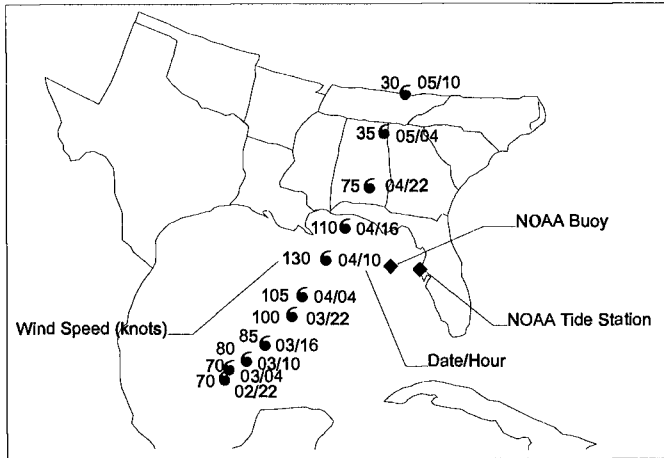 30 05/10
35 05/04
75 04/22
110 04/16
NOAA Buoy
130 04/10
105 04/04
Wind Speed (knots)
100 03/22
NOAA Tide Station
85 03/16
Date/Hour
80 03/10
70 03/04
70 02/22